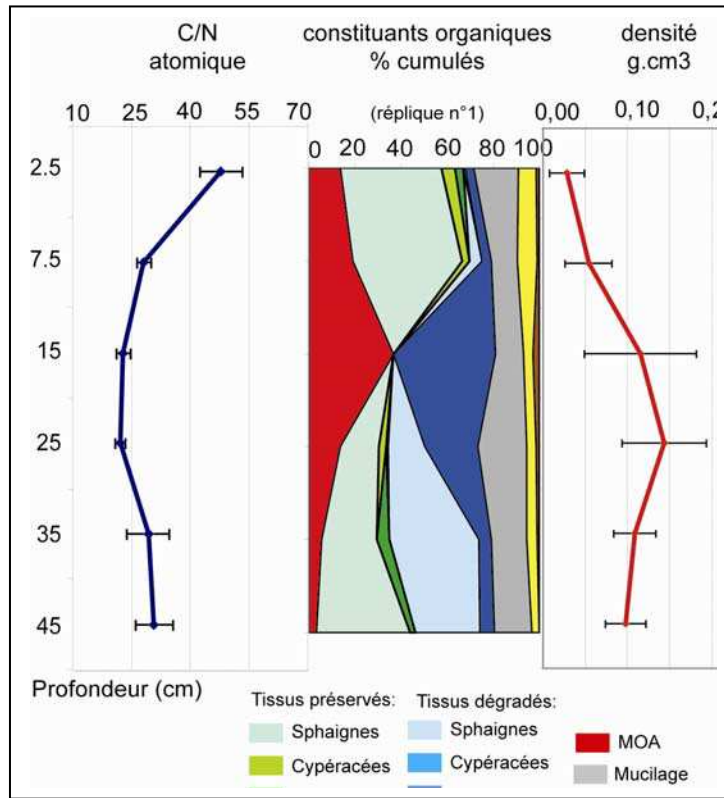 C/N constituants organiques densité
atomique % cumulés g.cm3
(réplique n°1)
10 25 40 55 70 0,00 0,10 0,2
0 20 40 60 80 100
2.5
7.5
15
25
35
45
Profondeur (cm)
Tissus préservés: Tissus dégradés:
Sphaignes Sphaignes MOA
Cypéracées Cypéracées Mucilage